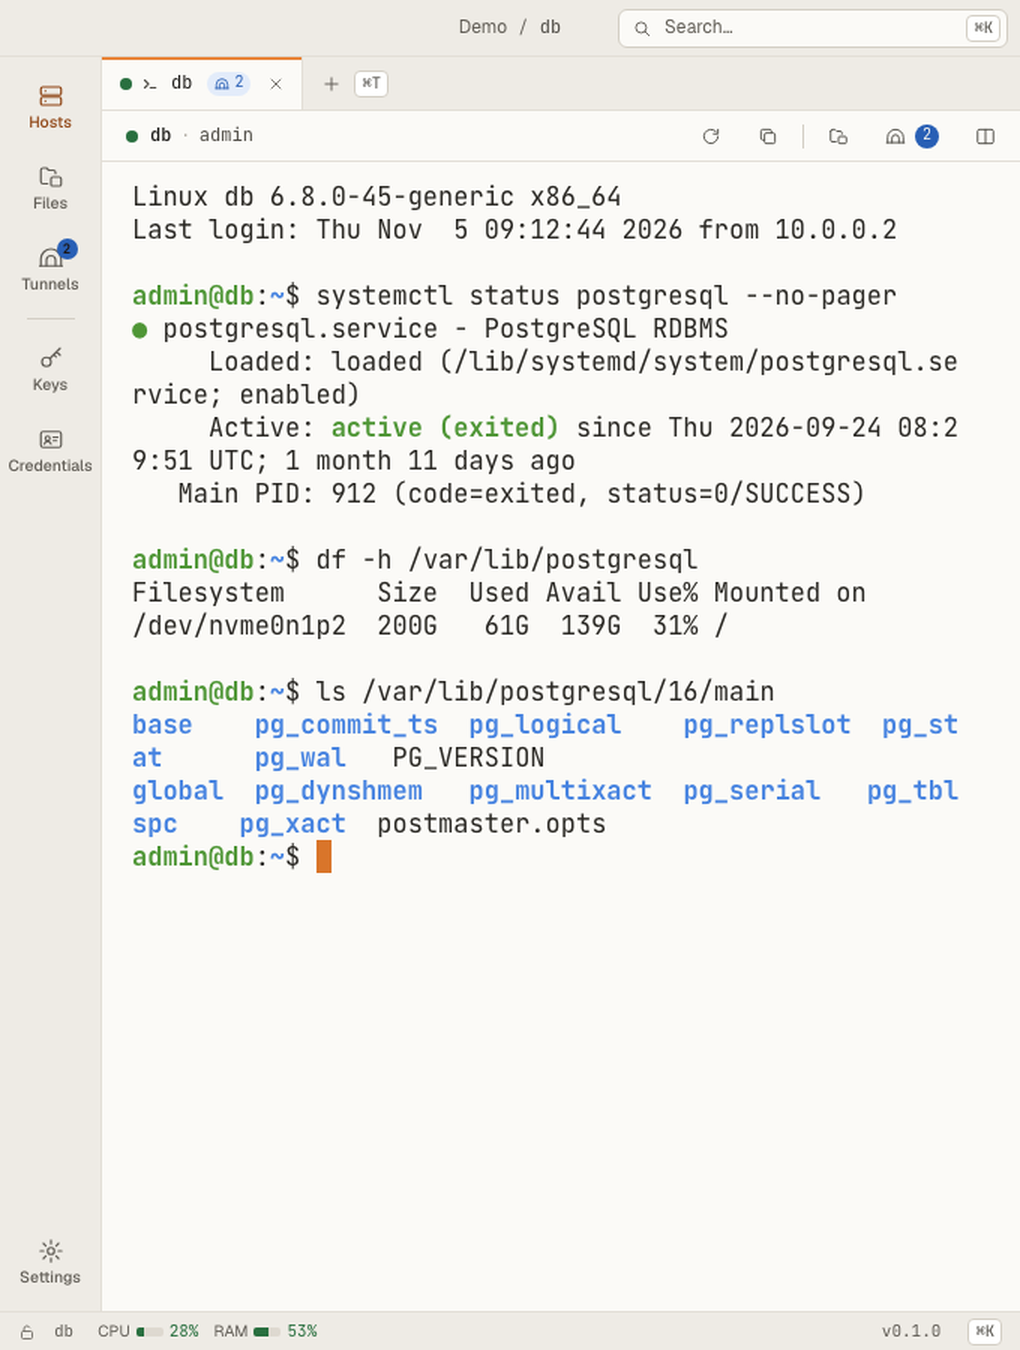 Demo / db
Search… ⌘K
db 2 ⌘T
db · admin 2
Hosts
Files
2
Tunnels
Keys
Credentials
Settings
Linux db 6.8.0-45-generic x86_64
Last login: Thu Nov  5 09:12:44 2026 from 10.0.0.2
admin@db:~$ systemctl status postgresql --no-pager
● postgresql.service - PostgreSQL RDBMS
     Loaded: loaded (/lib/systemd/system/postgresql.se
rvice; enabled)
     Active: active (exited) since Thu 2026-09-24 08:2
9:51 UTC; 1 month 11 days ago
   Main PID: 912 (code=exited, status=0/SUCCESS)
admin@db:~$ df -h /var/lib/postgresql
Filesystem      Size  Used Avail Use% Mounted on
/dev/nvme0n1p2  200G   61G  139G  31% /
admin@db:~$ ls /var/lib/postgresql/16/main
base    pg_commit_ts  pg_logical    pg_replslot  pg_st
at      pg_wal   PG_VERSION
global  pg_dynshmem   pg_multixact  pg_serial   pg_tbl
spc    pg_xact  postmaster.opts
admin@db:~$
db CPU 28% RAM 53% v0.1.0 ⌘K